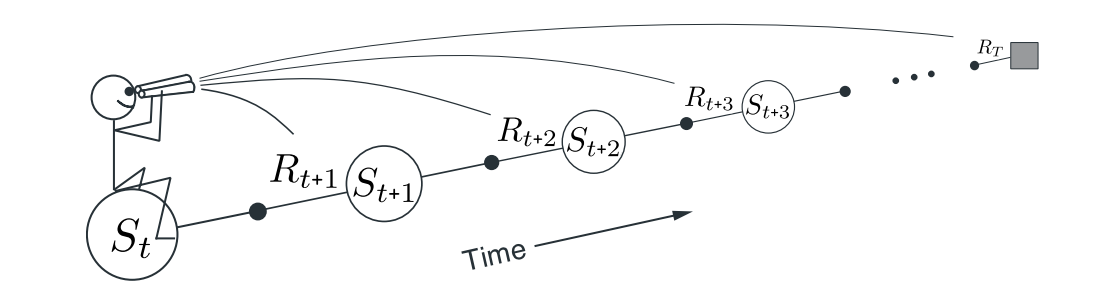 R_T
R_{t+3} S_{t+3}
R_{t+2} S_{t+2}
R_{t+1} S_{t+1}
S_t
Time